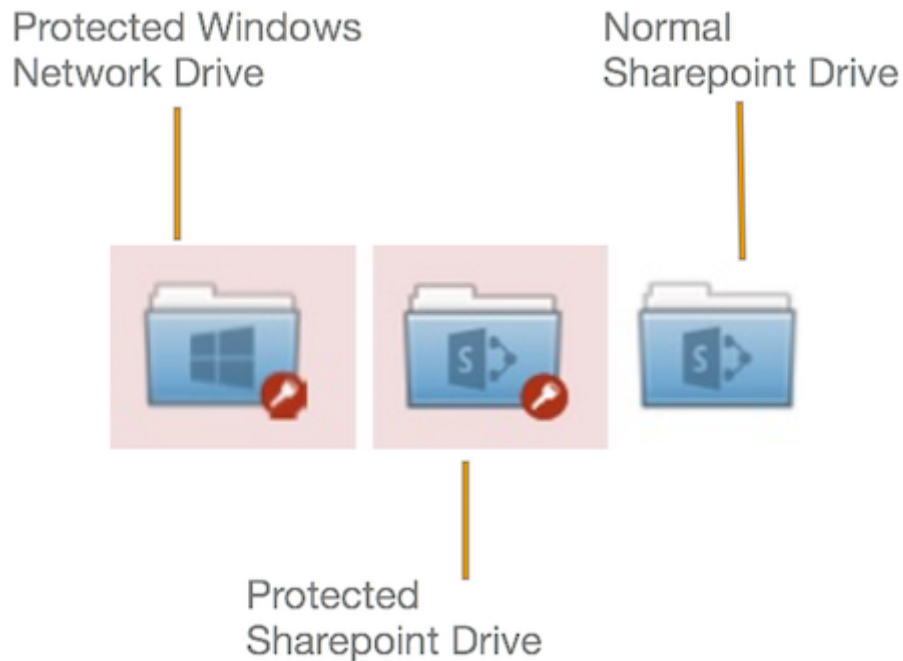 Protected Windows
Network Drive
Normal
Sharepoint Drive
S
S
Protected
Sharepoint Drive